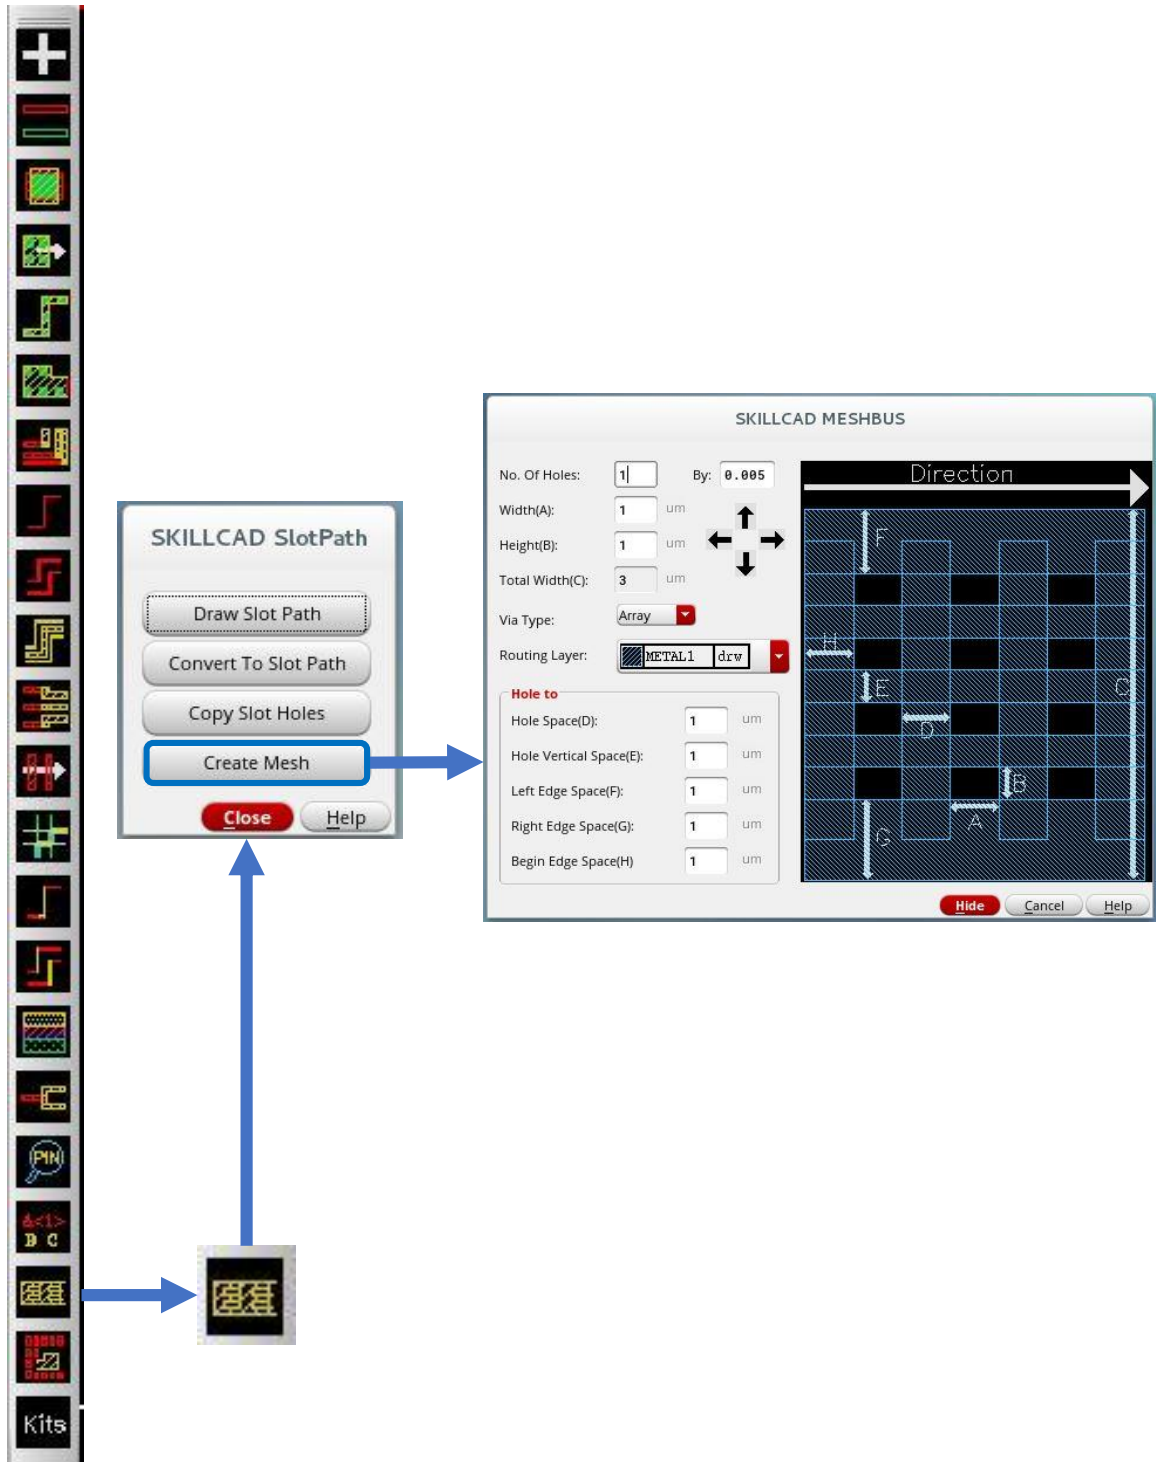 SKILLCAD SlotPath
Draw Slot Path
Convert To Slot Path
Copy Slot Holes
Create Mesh
Close Help
SKILLCAD MESHBUS
No. Of Holes: 1 By: 0.005
Width(A): 1 um
Height(B): 1 um
Total Width(C): 3 um
Via Type: Array
Routing Layer: METAL1 drw
Hole to
Hole Space(D): 1 um
Hole Vertical Space(E): 1 um
Left Edge Space(F): 1 um
Right Edge Space(G): 1 um
Begin Edge Space(H) 1 um
Direction
F
H
E
C
D
B
A
G
Hide Cancel Help
PIN
B C
Kits